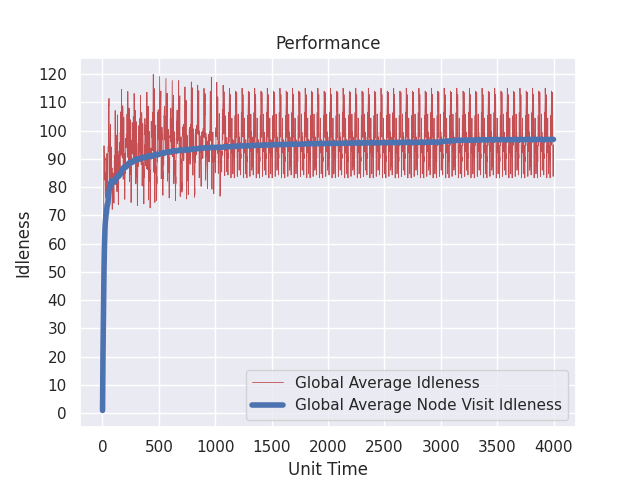 Performance
120
110
100
90
80
70
60
50
40
30
20
10
0
Idleness
Global Average Idleness
Global Average Node Visit Idleness
0 500 1000 1500 2000 2500 3000 3500 4000
Unit Time